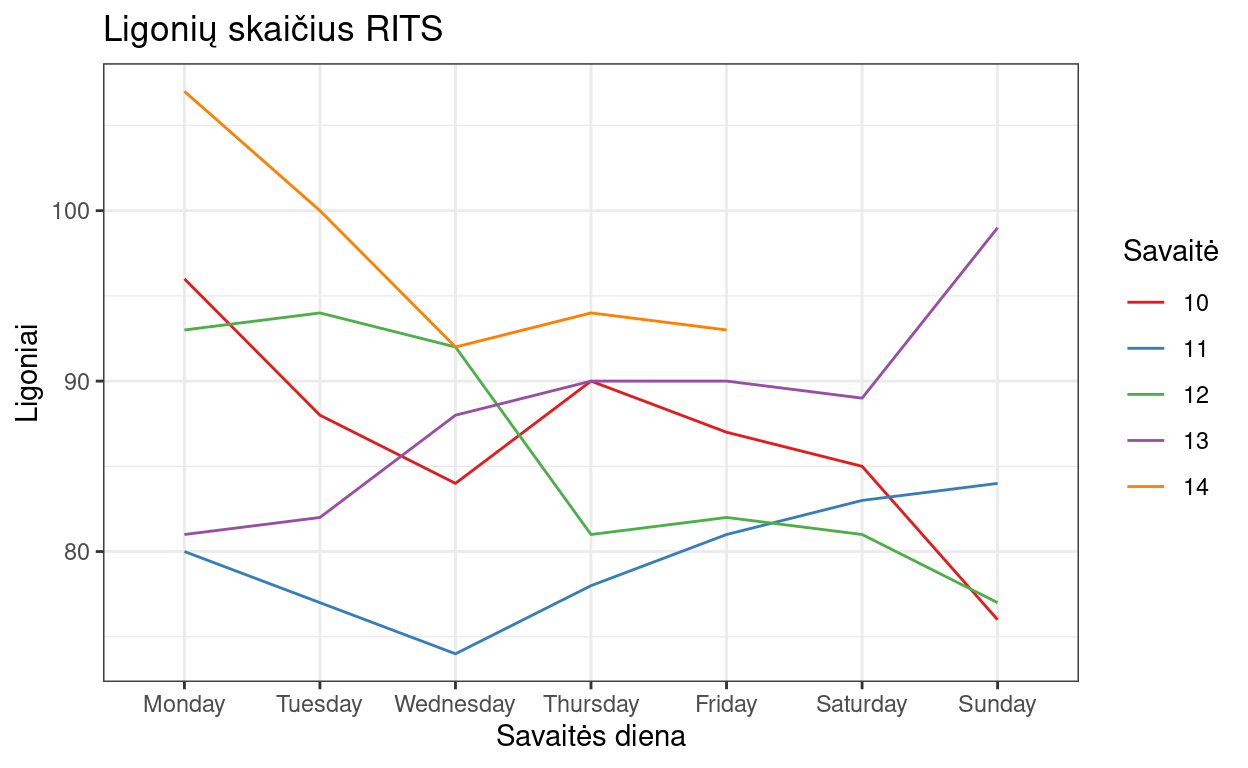 Ligonių skaičius RITS
Ligoniai
100
90
80
Monday Tuesday Wednesday Thursday Friday Saturday Sunday
Savaitės diena
Savaitė
10
11
12
13
14